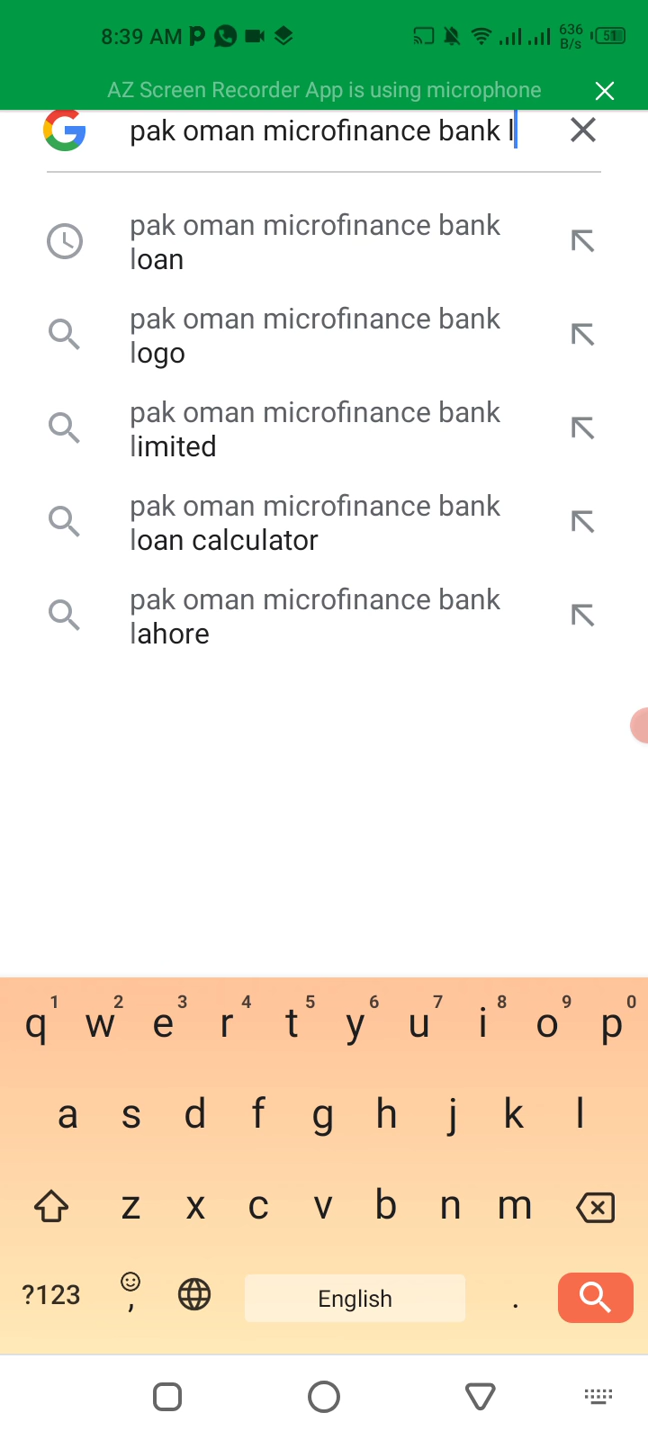 8:39 AM
636 B/s
51
AZ Screen Recorder App is using microphone
pak oman microfinance bank l
pak oman microfinance bank
loan
pak oman microfinance bank
logo
pak oman microfinance bank
limited
pak oman microfinance bank
loan calculator
pak oman microfinance bank
lahore
1 2 3 4 5 6 7 8 9 0
q w e r t y u i o p
a s d f g h j k l
z x c v b n m
?123 , English .